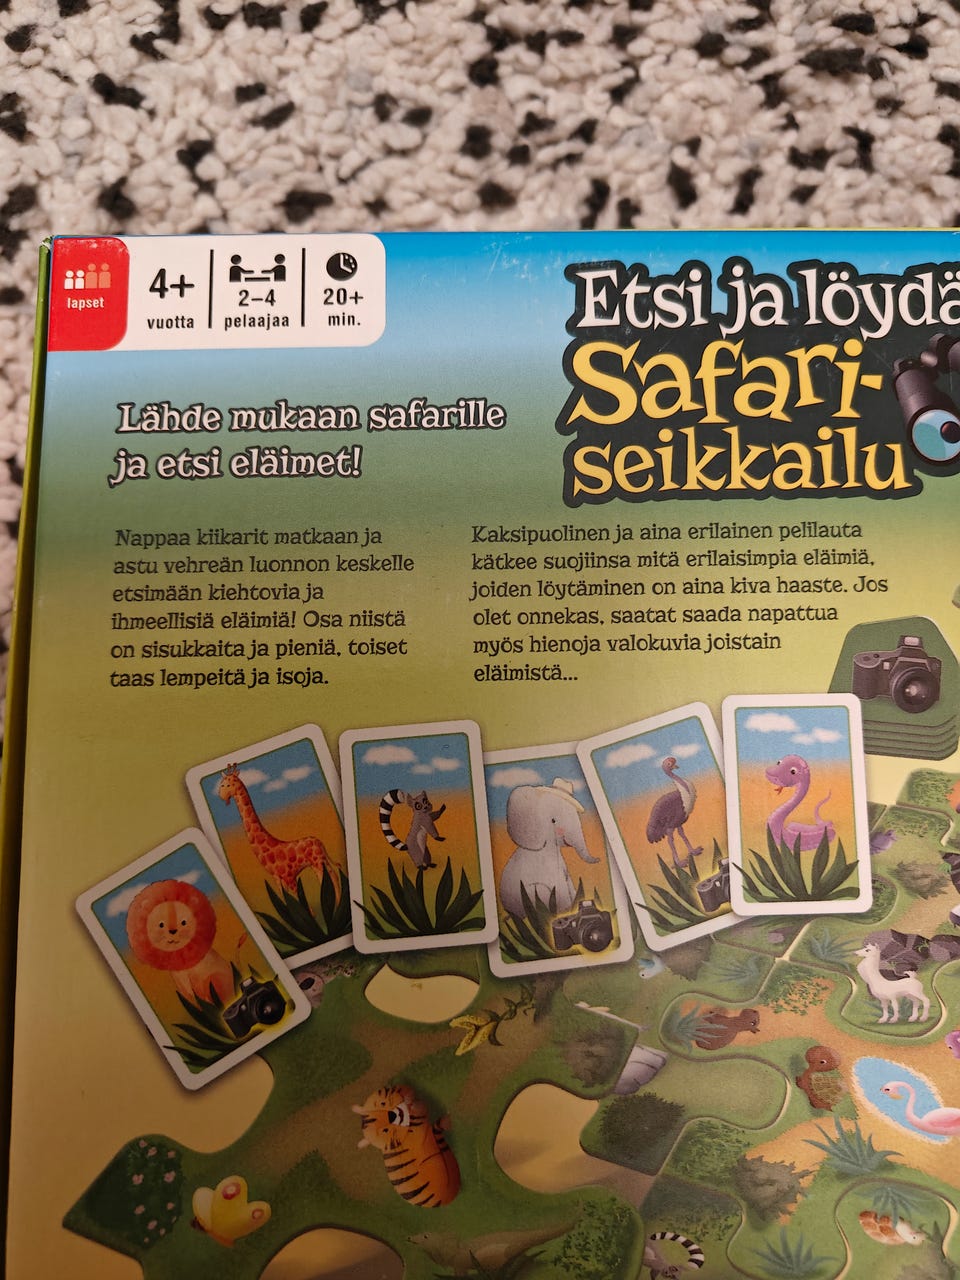 lapset
4+
vuotta
2–4
pelaajaa
20+
min.
Etsi ja löydä
Safari-
seikkailu
Lähde mukaan safarille
ja etsi eläimet!
Nappaa kiikarit matkaan ja
astu vehreän luonnon keskelle
etsimään kiehtovia ja
ihmeellisiä eläimiä! Osa niistä
on sisukkaita ja pieniä, toiset
taas lempeitä ja isoja.
Kaksipuolinen ja aina erilainen pelilauta
kätkee suojiinsa mitä erilaisimpia eläimiä,
joiden löytäminen on aina kiva haaste. Jos
olet onnekas, saatat saada napattua
myös hienoja valokuvia joistain
eläimistä...